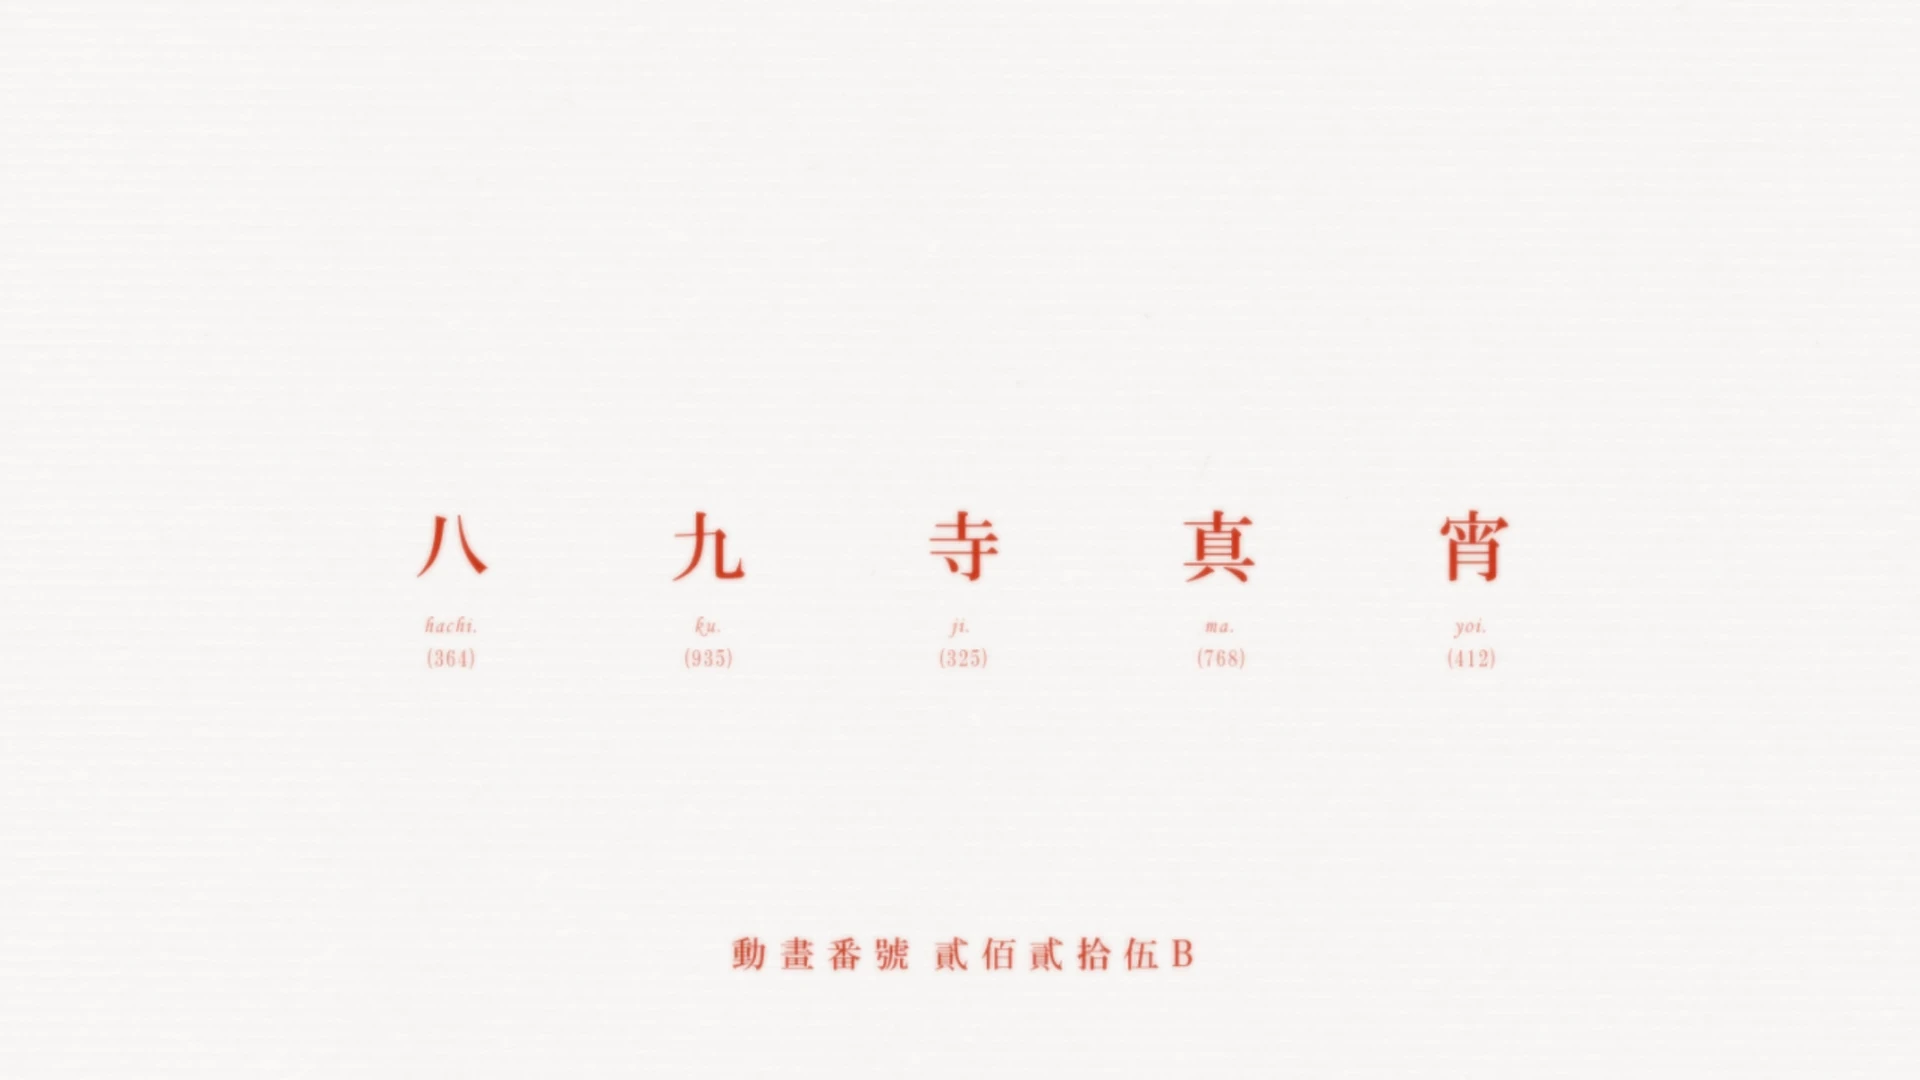 八 九 寺 真 宵
hachi. ku. ji. ma. yoi.
(364) (935) (325) (768) (412)
動畫番號 貳佰貳拾伍B